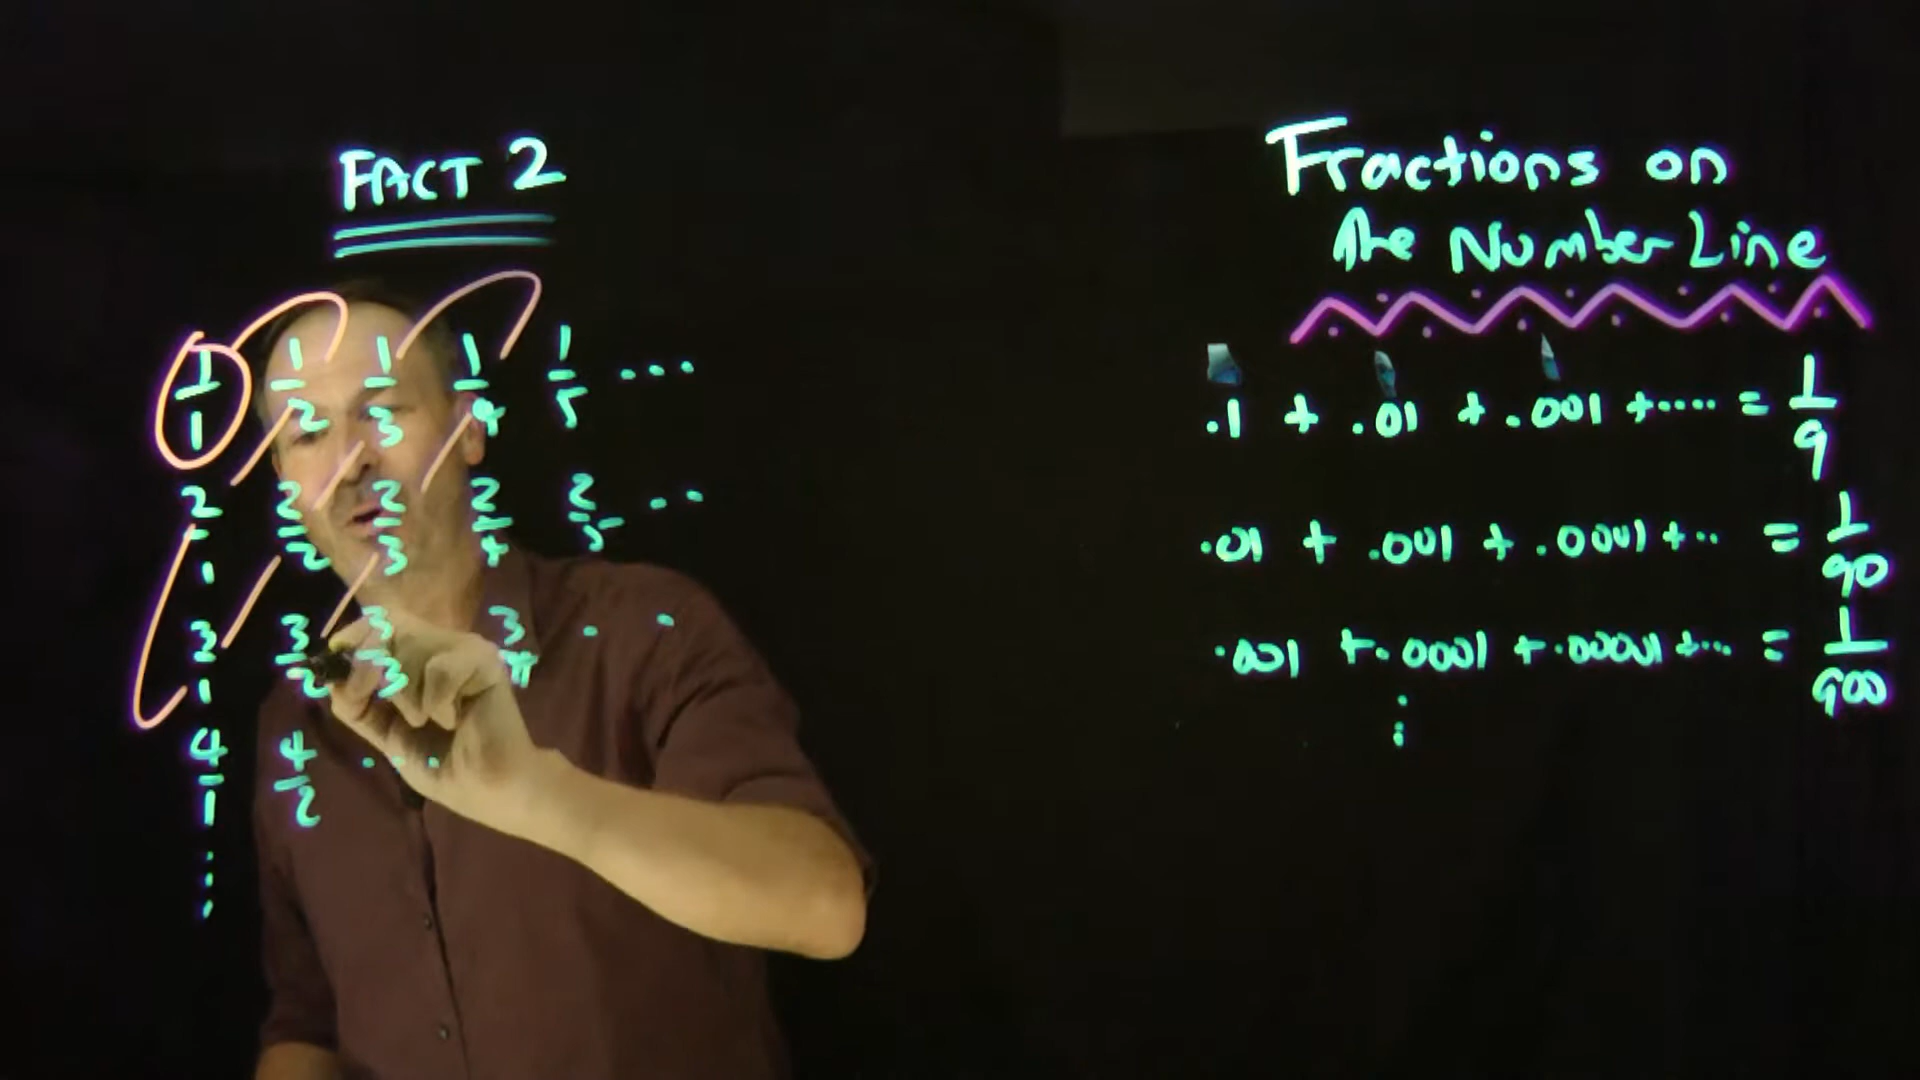 FACT 2
1/1 1/2 1/3 1/4 1/5 ...
2/1 2/2 2/3 2/4 2/5 ..
3/1 3/2 3/3 . .
4/1 4/2 ...
⋮
Fractions on
the Number Line
.1 + .01 + .001 + .... = 1/9
.01 + .001 + .0001 + .. = 1/90
.001 + .0001 + .00001 + ... = 1/900
: